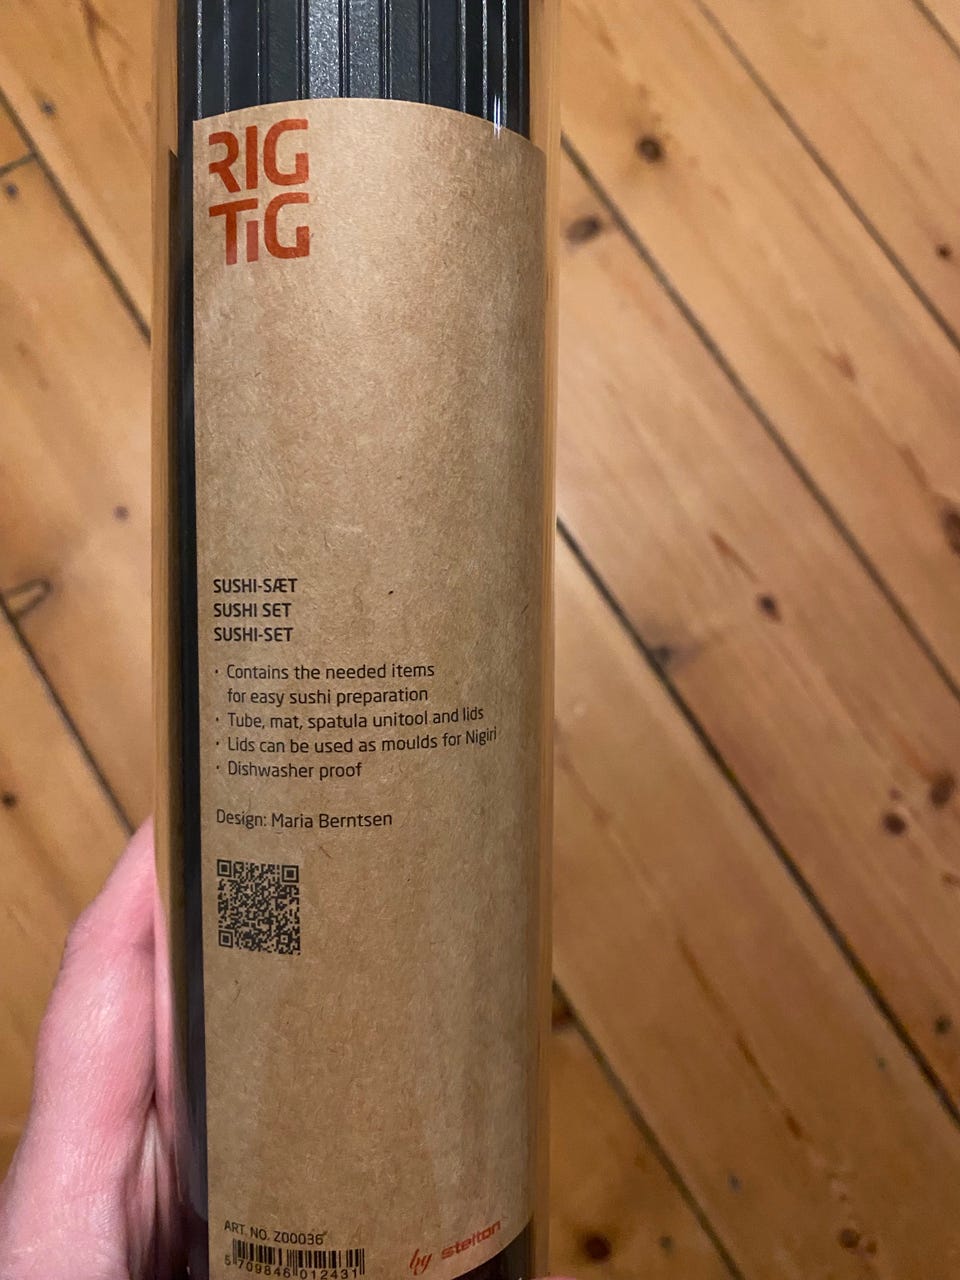 RIG
TiG
SUSHI-SÆT
SUSHI SET
SUSHI-SET
· Contains the needed items
for easy sushi preparation
· Tube, mat, spatula unitool and lids
· Lids can be used as moulds for Nigiri
· Dishwasher proof
Design: Maria Berntsen
ART. NO. Z00036
by stelton
5 709846 012431